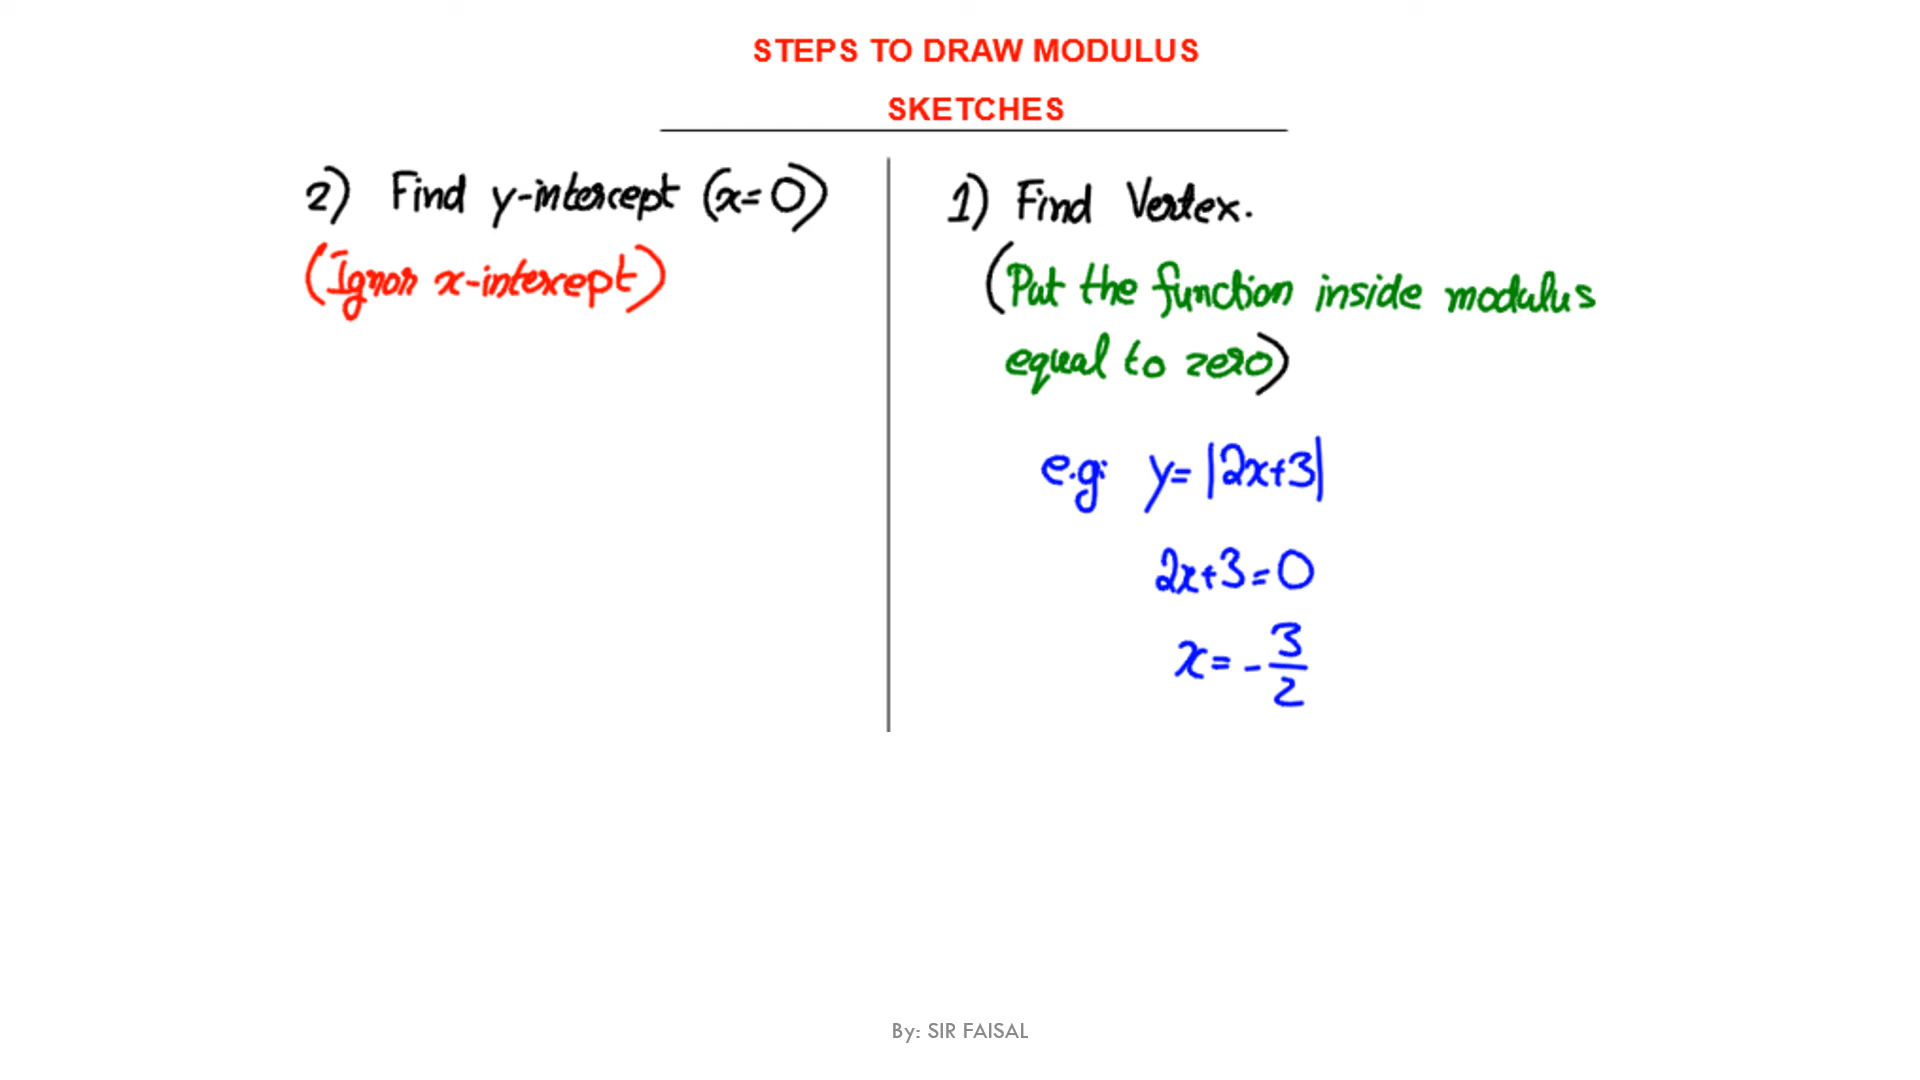 STEPS TO DRAW MODULUS
SKETCHES
2) Find y-intercept (x=0)
(Ignor x-intercept)
1) Find Vertex.
(Put the function inside modulus
equal to zero)
e.g: y= |2x+3|
2x+3=0
x= -3/2
By: SIR FAISAL